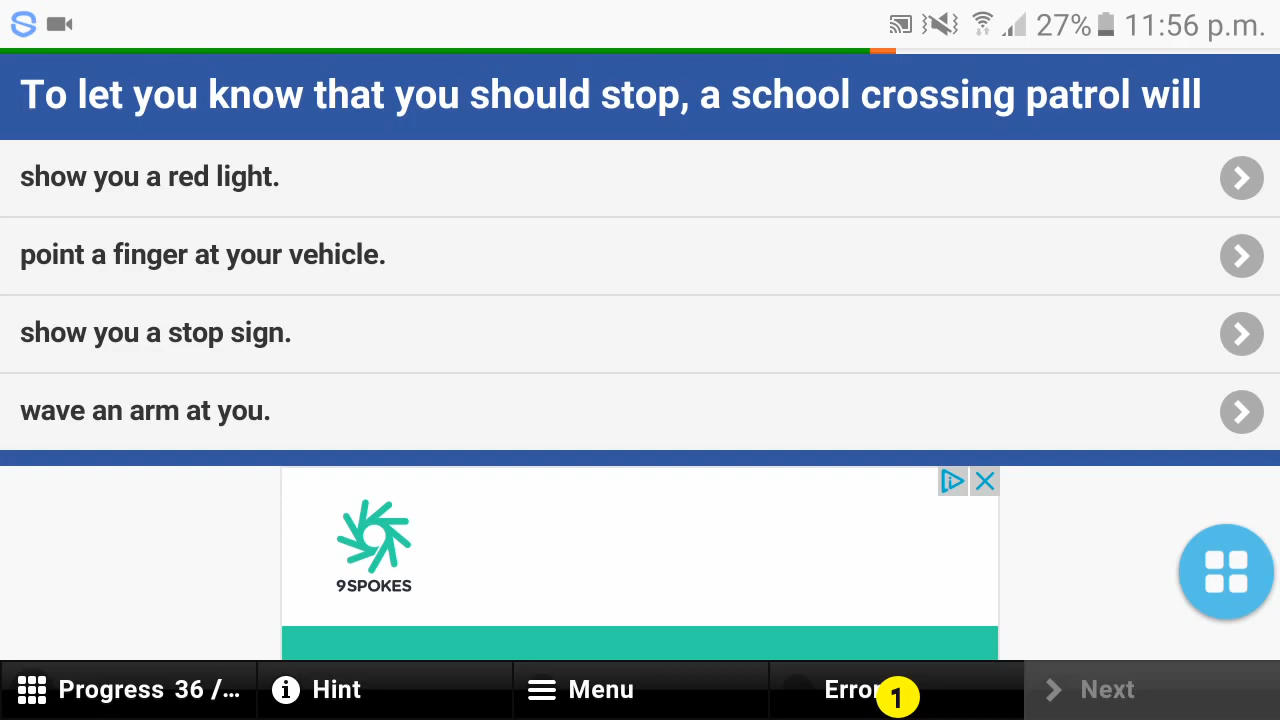 27% 11:56 p.m.
To let you know that you should stop, a school crossing patrol will
show you a red light.
point a finger at your vehicle.
show you a stop sign.
wave an arm at you.
9SPOKES
Progress 36 /... Hint Menu Error 1 Next